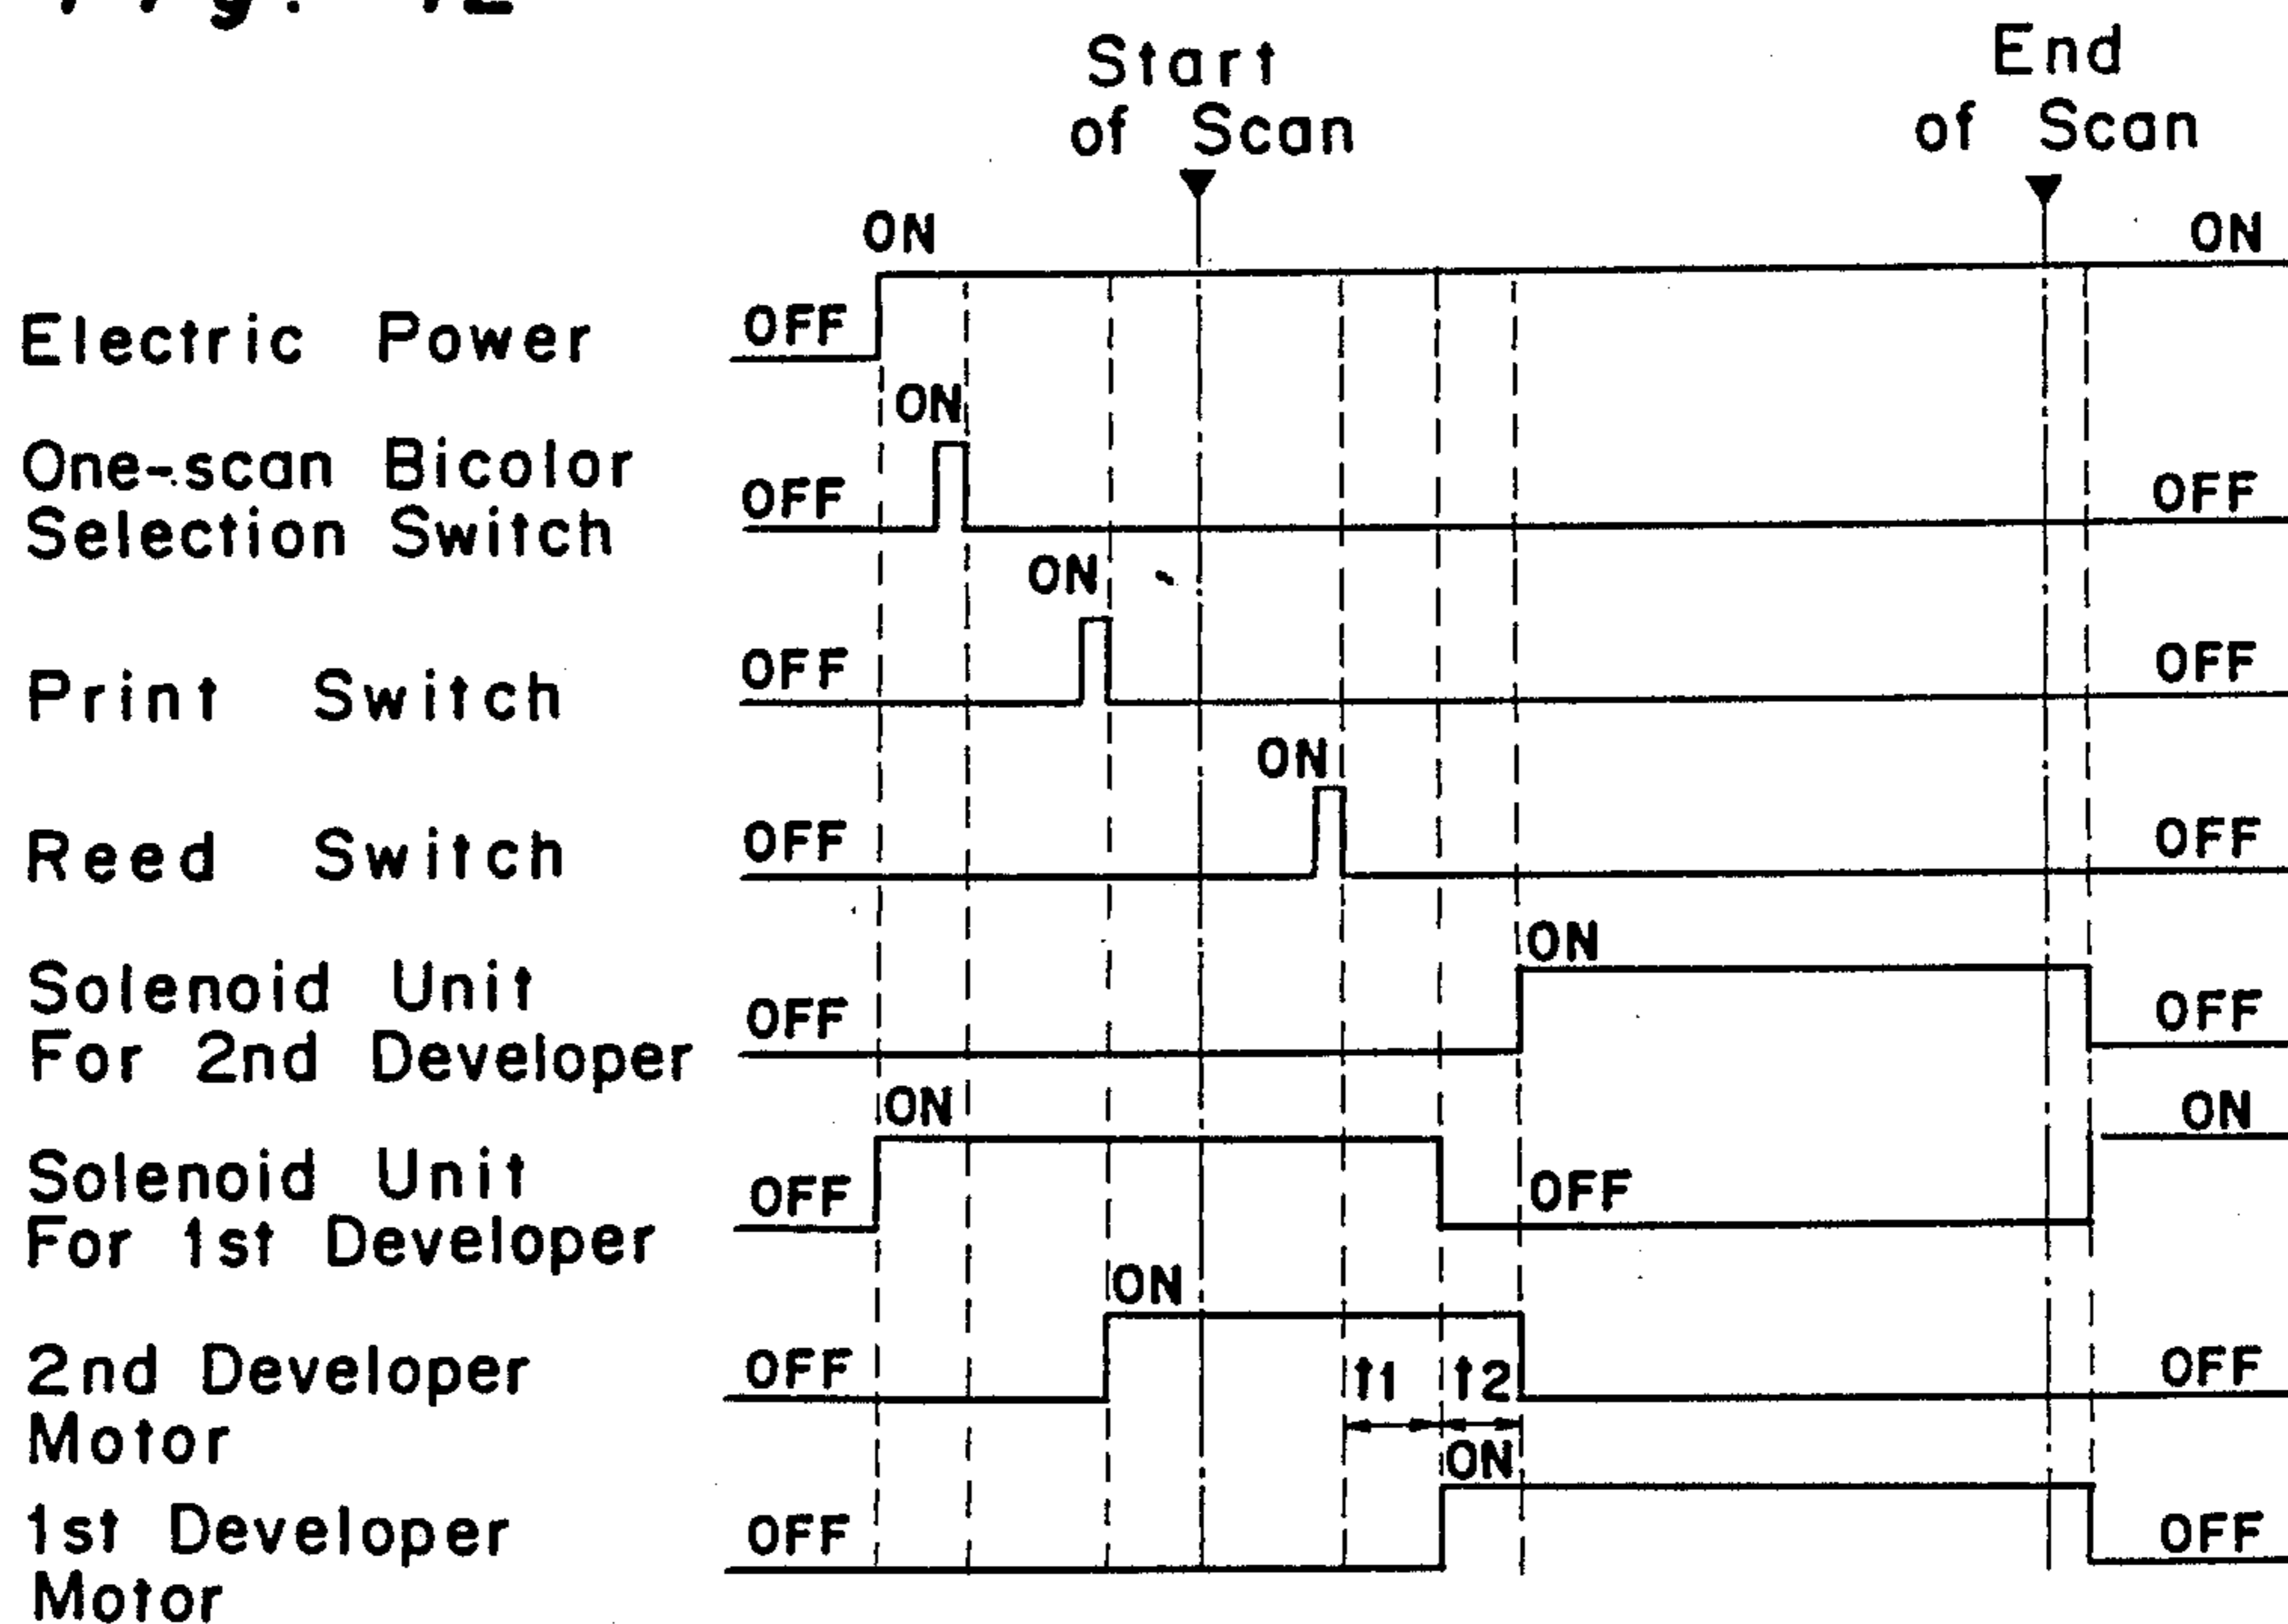 Fig. 12
Start
of Scan
End
of Scan
ON
ON
Electric Power
OFF
ON
One-scan Bicolor
Selection Switch
OFF
OFF
ON
Print Switch
OFF
OFF
ON
Reed Switch
OFF
OFF
ON
Solenoid Unit
For 2nd Developer
OFF
OFF
ON
ON
Solenoid Unit
For 1st Developer
OFF
OFF
ON
2nd Developer
Motor
OFF
t1
t2
OFF
ON
1st Developer
Motor
OFF
OFF